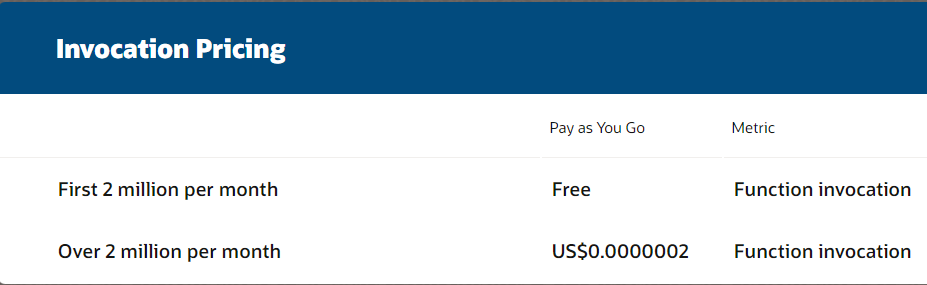 Invocation Pricing
Pay as You Go Metric
First 2 million per month Free Function invocation
Over 2 million per month US$0.0000002 Function invocation